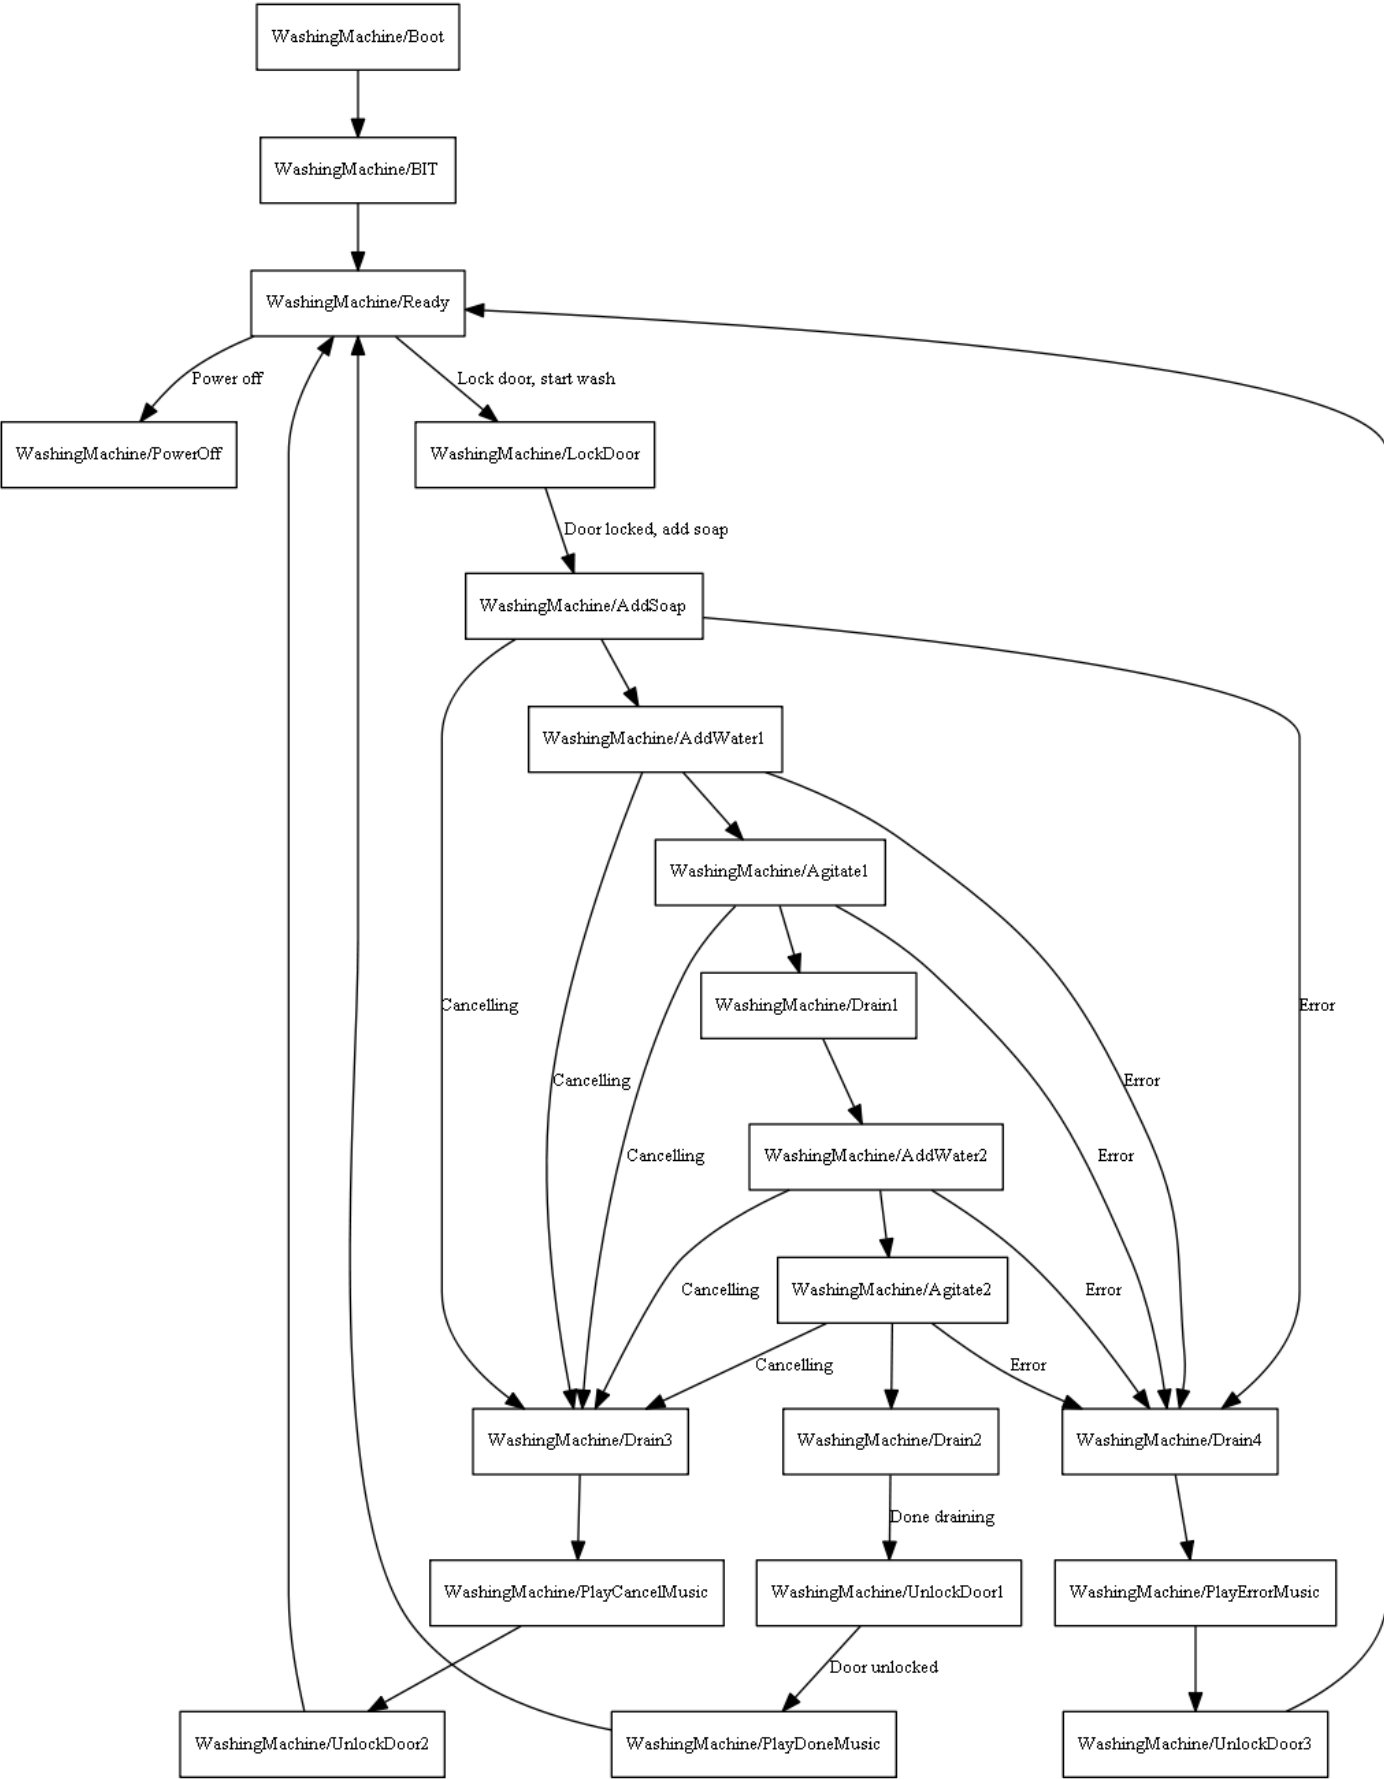 WashingMachine/Boot
WashingMachine/BIT
WashingMachine/Ready
Power off
Lock door, start wash
WashingMachine/PowerOff
WashingMachine/LockDoor
Door locked, add soap
WashingMachine/AddSoap
WashingMachine/AddWater1
WashingMachine/Agitate1
Cancelling
WashingMachine/Drain1
Error
Cancelling
Error
Cancelling
WashingMachine/AddWater2
Error
Cancelling
WashingMachine/Agitate2
Error
Cancelling
Error
WashingMachine/Drain3
WashingMachine/Drain2
WashingMachine/Drain4
Done draining
WashingMachine/PlayCancelMusic
WashingMachine/UnlockDoor1
WashingMachine/PlayErrorMusic
Door unlocked
WashingMachine/UnlockDoor2
WashingMachine/PlayDoneMusic
WashingMachine/UnlockDoor3